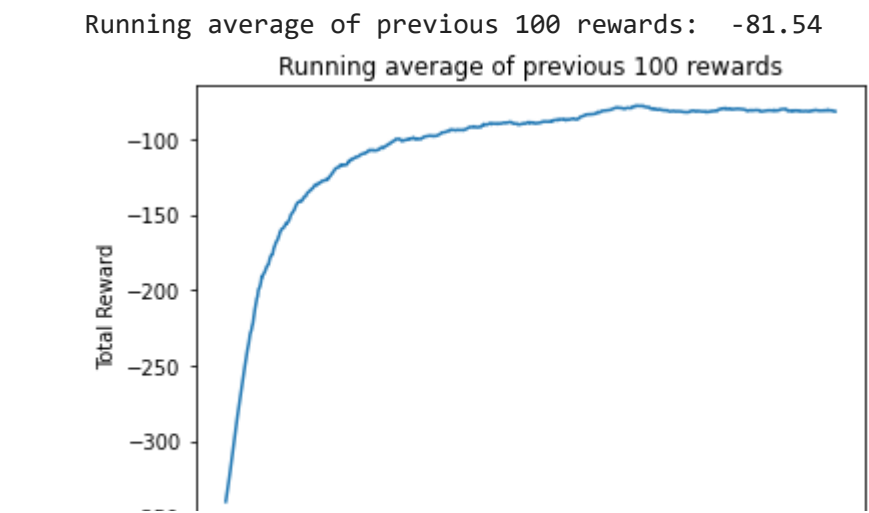 Running average of previous 100 rewards:  -81.54
Running average of previous 100 rewards
−100
−150
−200
−250
−300
Total Reward